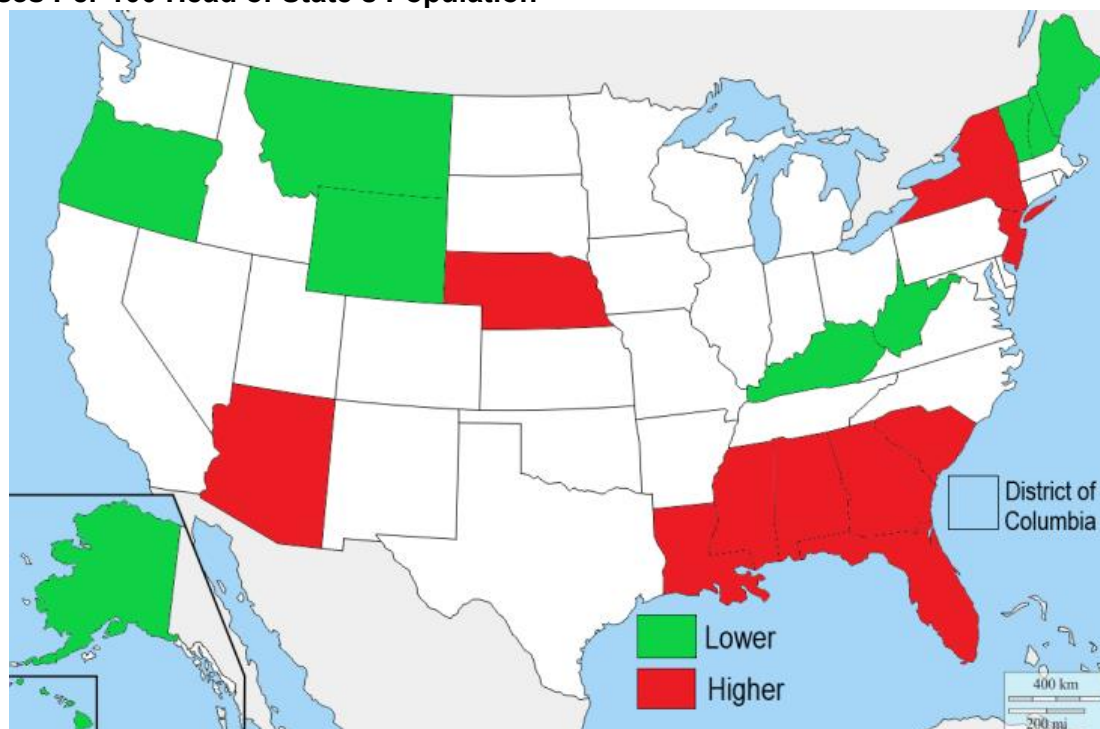 Per 100 Head of State's Population
District of
Columbia
Lower
Higher
400 km
200 mi